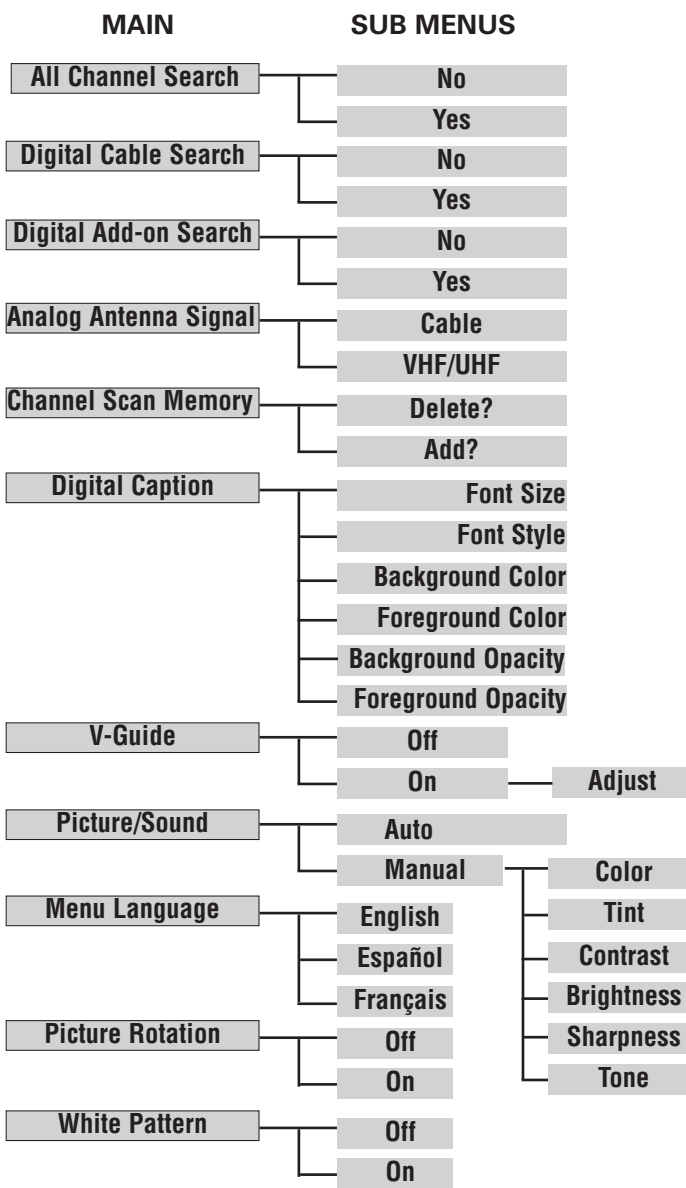 MAIN SUB MENUS
All Channel Search No
Yes
Digital Cable Search No
Yes
Digital Add-on Search No
Yes
Analog Antenna Signal Cable
VHF/UHF
Channel Scan Memory Delete?
Add?
Digital Caption Font Size
Font Style
Background Color
Foreground Color
Background Opacity
Foreground Opacity
V-Guide Off
On Adjust
Picture/Sound Auto
Manual Color
Menu Language English Tint
Español Contrast
Français Brightness
Picture Rotation Off Sharpness
On Tone
White Pattern Off
On